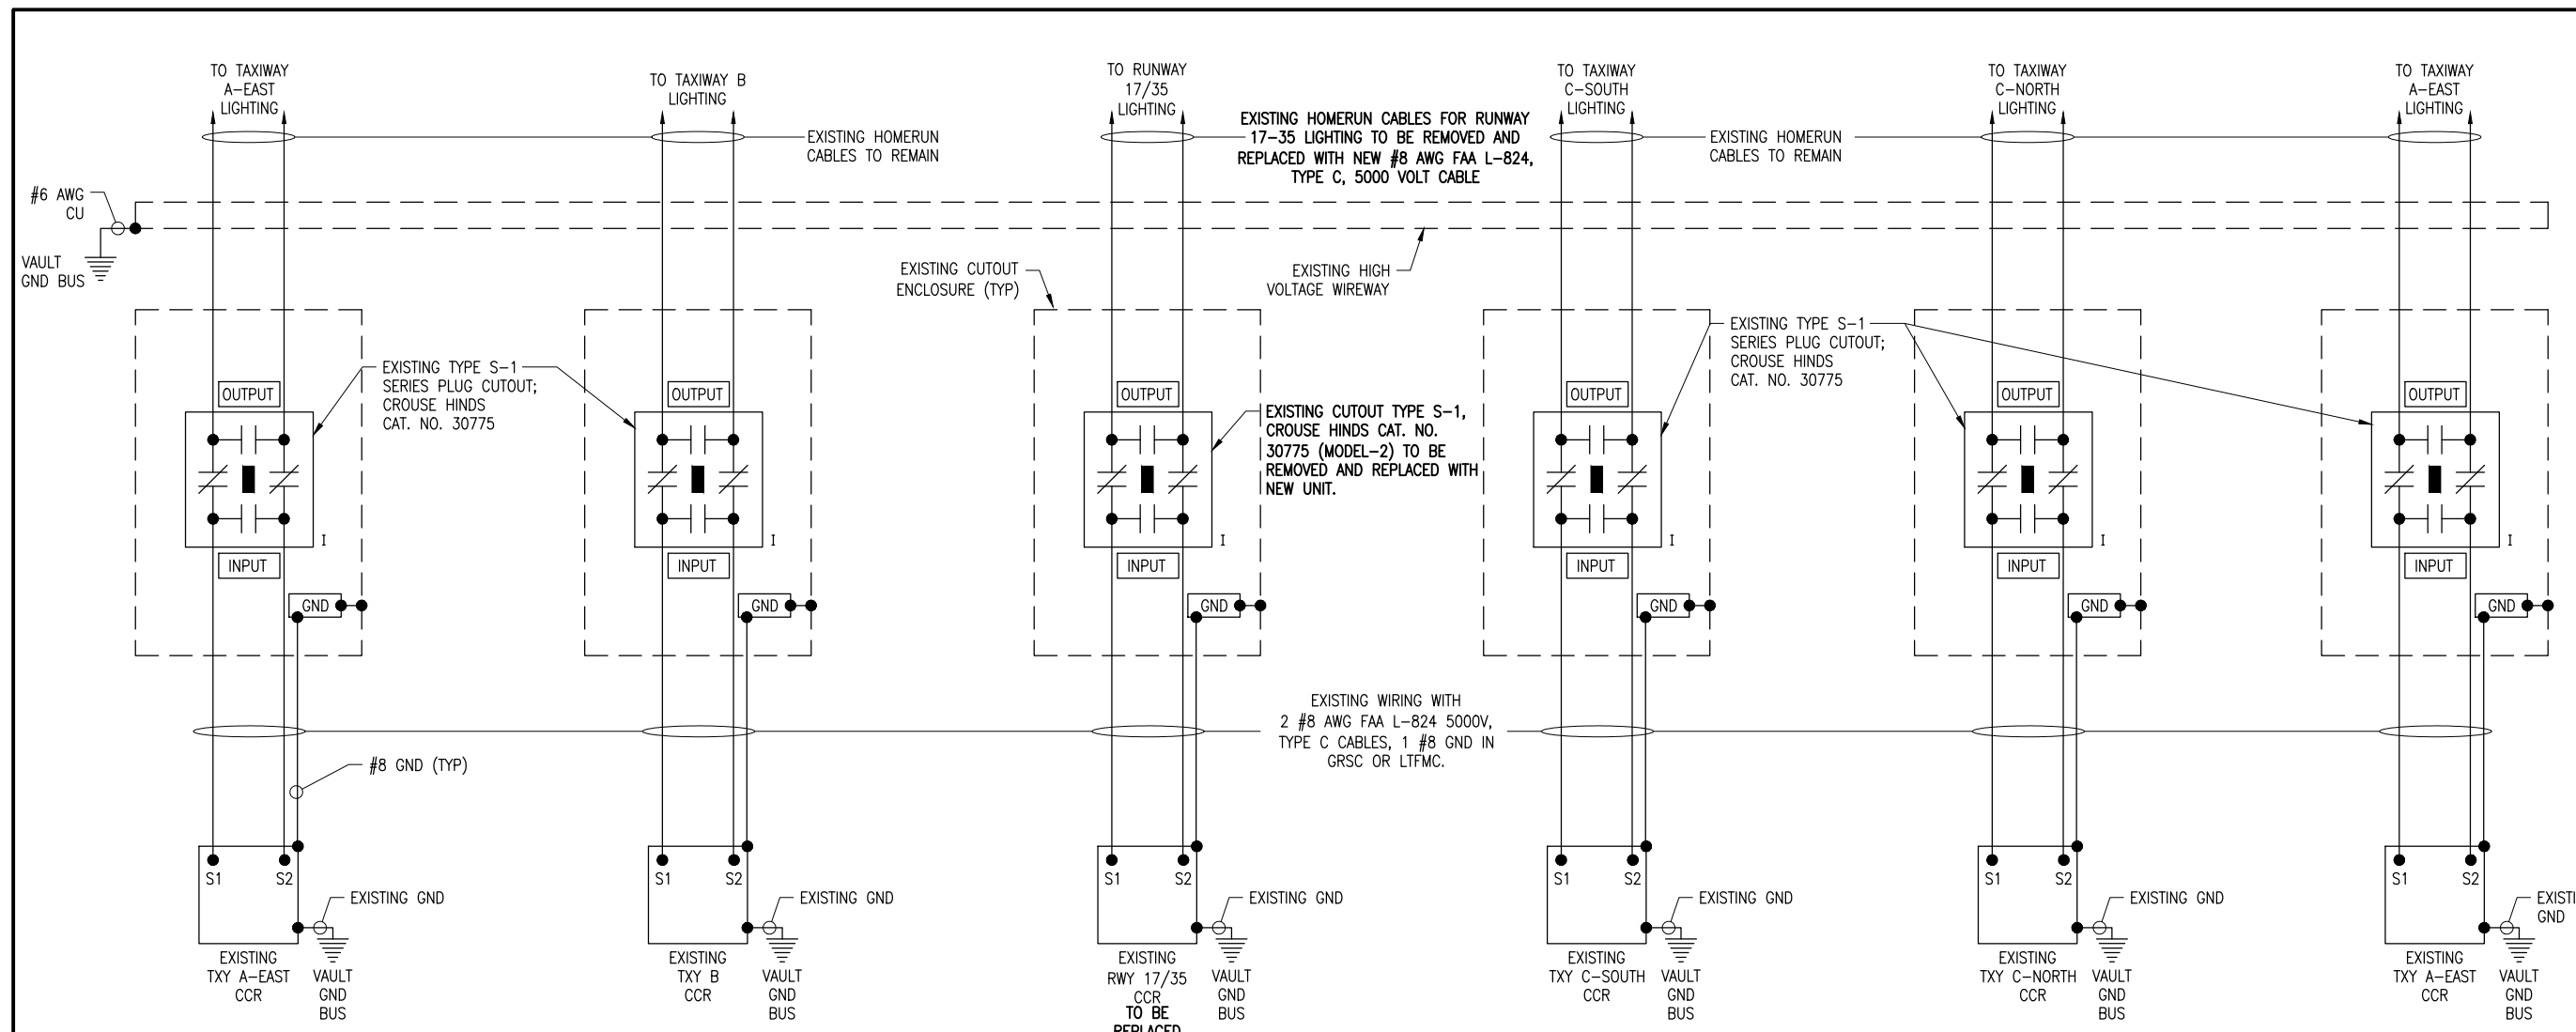 TO TAXIWAY
A-EAST
LIGHTING
TO TAXIWAY B
LIGHTING
TO RUNWAY
17/35
LIGHTING
TO TAXIWAY
C-SOUTH
LIGHTING
TO TAXIWAY
C-NORTH
LIGHTING
TO TAXIWAY
A-EAST
LIGHTING
EXISTING HOMERUN
CABLES TO REMAIN
EXISTING HOMERUN CABLES FOR RUNWAY
17-35 LIGHTING TO BE REMOVED AND
REPLACED WITH NEW #8 AWG FAA L-824,
TYPE C, 5000 VOLT CABLE
EXISTING HOMERUN
CABLES TO REMAIN
#6 AWG
CU
VAULT
GND BUS
EXISTING CUTOUT
ENCLOSURE (TYP)
EXISTING HIGH
VOLTAGE WIREWAY
EXISTING TYPE S-1
SERIES PLUG CUTOUT;
CROUSE HINDS
CAT. NO. 30775
EXISTING CUTOUT TYPE S-1,
CROUSE HINDS CAT. NO.
30775 (MODEL-2) TO BE
REMOVED AND REPLACED WITH
NEW UNIT.
EXISTING TYPE S-1
SERIES PLUG CUTOUT;
CROUSE HINDS
CAT. NO. 30775
OUTPUT
OUTPUT
OUTPUT
OUTPUT
OUTPUT
OUTPUT
I
I
I
I
I
I
INPUT
INPUT
INPUT
INPUT
INPUT
INPUT
GND
GND
GND
GND
GND
GND
EXISTING WIRING WITH
2 #8 AWG FAA L-824 5000V,
TYPE C CABLES, 1 #8 GND IN
GRSC OR LTFMC.
#8 GND (TYP)
S1 S2
S1 S2
S1 S2
S1 S2
S1 S2
S1 S2
EXISTING GND
EXISTING GND
EXISTING GND
EXISTING GND
EXISTING GND
GND
EXISTING
TXY A-EAST
CCR
VAULT
GND
BUS
EXISTING
TXY B
CCR
VAULT
GND
BUS
EXISTING
RWY 17/35
CCR
TO BE
REPLACED
VAULT
GND
BUS
EXISTING
TXY C-SOUTH
CCR
VAULT
GND
BUS
EXISTING
TXY C-NORTH
CCR
VAULT
GND
BUS
EXISTING
TXY A-EAST
CCR
VAULT
GND
BUS